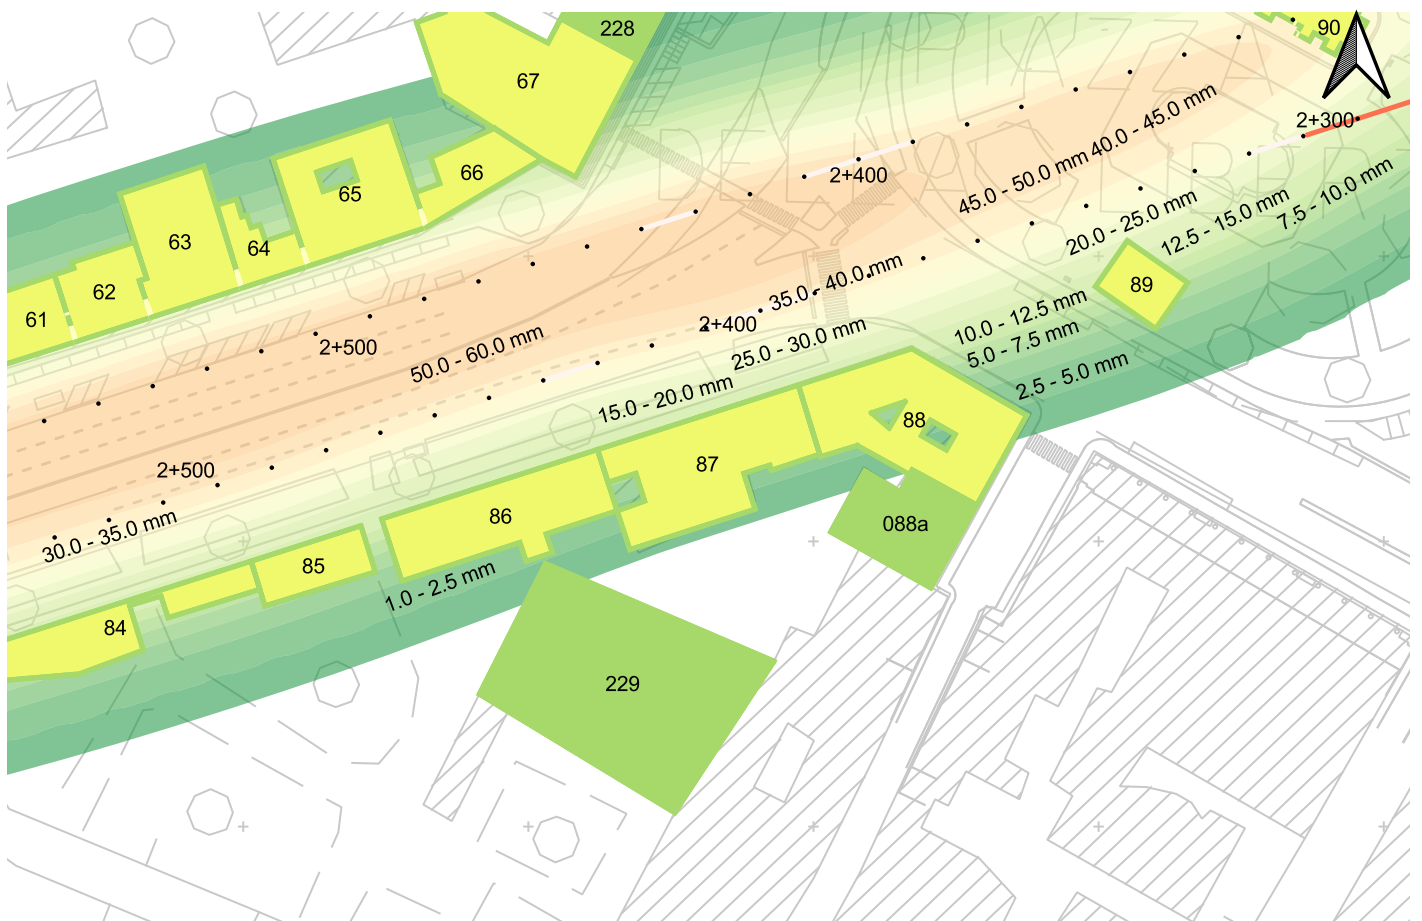 228
90
67
2+300
66
2+400
40.0 - 45.0 mm
65
45.0 - 50.0 mm
7.5 - 10.0 mm
63
64
20.0 - 25.0 mm
12.5 - 15.0 mm
62
35.0 - 40.0 mm
89
61
2+500
2+400
10.0 - 12.5 mm
50.0 - 60.0 mm
25.0 - 30.0 mm
5.0 - 7.5 mm
15.0 - 20.0 mm
2.5 - 5.0 mm
88
2+500
87
86
088a
30.0 - 35.0 mm
85
1.0 - 2.5 mm
84
229